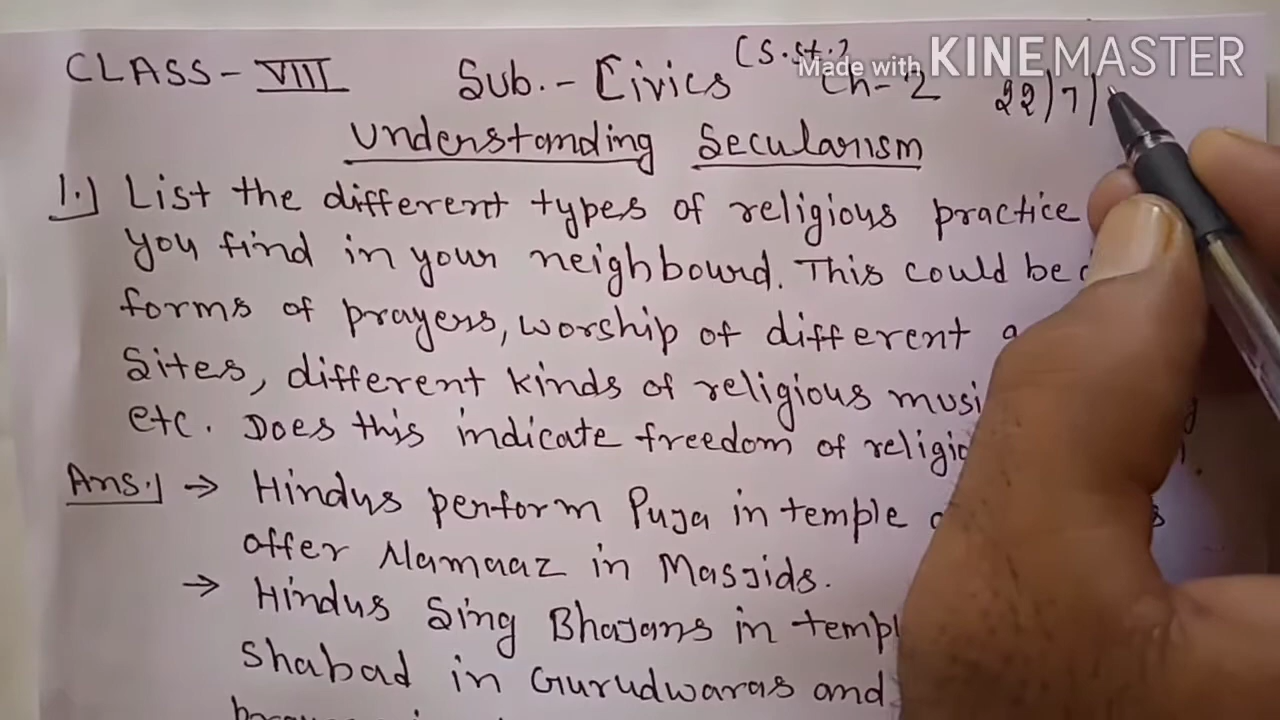 Made with KINEMASTER
CLASS - VIII Sub. - Civics (S.st.) Ch-2 22/7/
Understanding Secularism
1.) List the different types of religious practice
you find in your neighbourd. This could be
forms of prayers, worship of different
Sites, different kinds of religious
etc. Does this indicate freedom of
Ans.) → Hindus perform Puja in temple
offer Namaaz in Masjids.
→ Hindus Sing Bhajans in
Shabad in Gurudwaras and